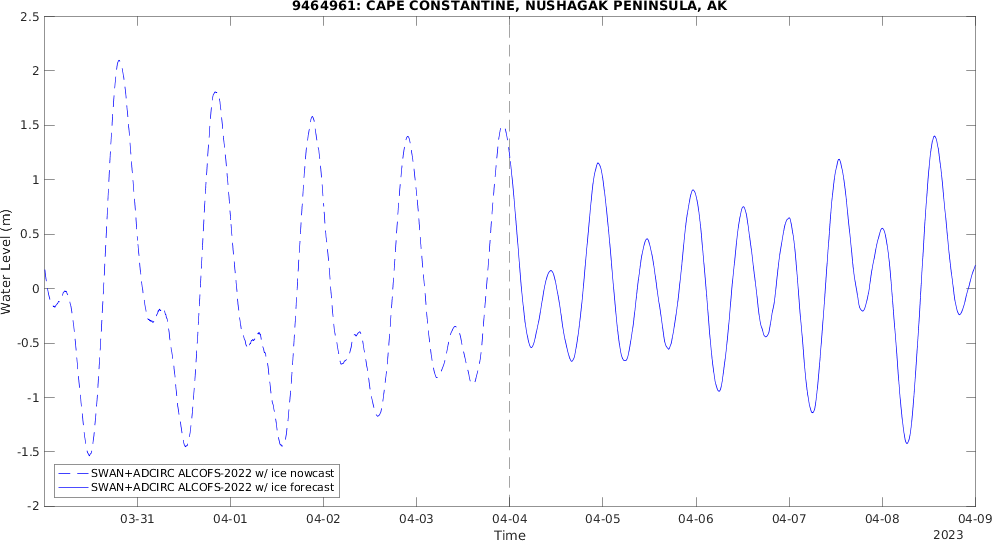 9464961: CAPE CONSTANTINE, NUSHAGAK PENINSULA, AK
2.5
2
1.5
1
0.5
0
-0.5
-1
-1.5
-2
Water Level (m)
SWAN+ADCIRC ALCOFS-2022 w/ ice nowcast
SWAN+ADCIRC ALCOFS-2022 w/ ice forecast
03-31 04-01 04-02 04-03 04-04 04-05 04-06 04-07 04-08 04-09
Time
2023